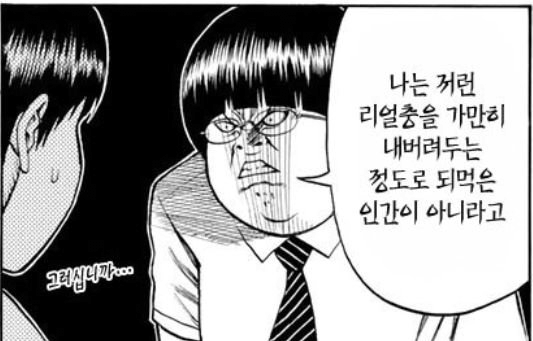 나는 저런
리얼충을 가만히
내버려두는
정도로 되먹은
인간이 아니라고
그러십니까...